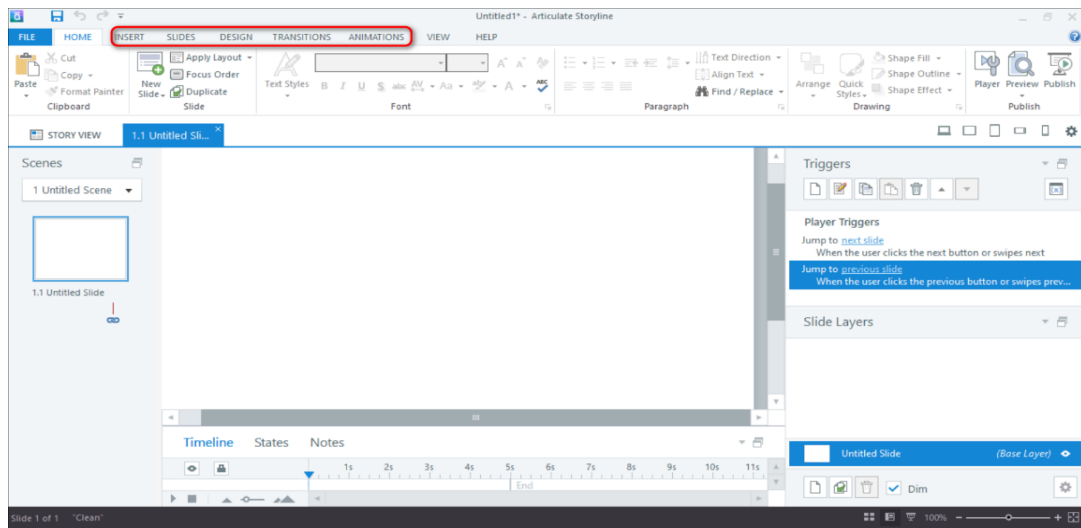 Untitled1* - Articulate Storyline
FILE HOME INSERT SLIDES DESIGN TRANSITIONS ANIMATIONS VIEW HELP
Cut
Copy
Format Painter
Paste
Clipboard
New Slide
Apply Layout
Focus Order
Duplicate
Slide
Text Styles
B I U S abc AV Aa A
ABC
Font
Text Direction
Align Text
Find / Replace
Paragraph
Arrange
Quick Styles
Shape Fill
Shape Outline
Shape Effect
Drawing
Player Preview Publish
Publish
STORY VIEW 1.1 Untitled Sli...
Scenes
1 Untitled Scene
1.1 Untitled Slide
Triggers
Player Triggers
Jump to next slide
When the user clicks the next button or swipes next
Jump to previous slide
When the user clicks the previous button or swipes prev...
Slide Layers
Untitled Slide (Base Layer)
Dim
Timeline States Notes
1s 2s 3s 4s 5s 6s 7s 8s 9s 10s 11s
End
Slide 1 of 1 "Clean" 100%